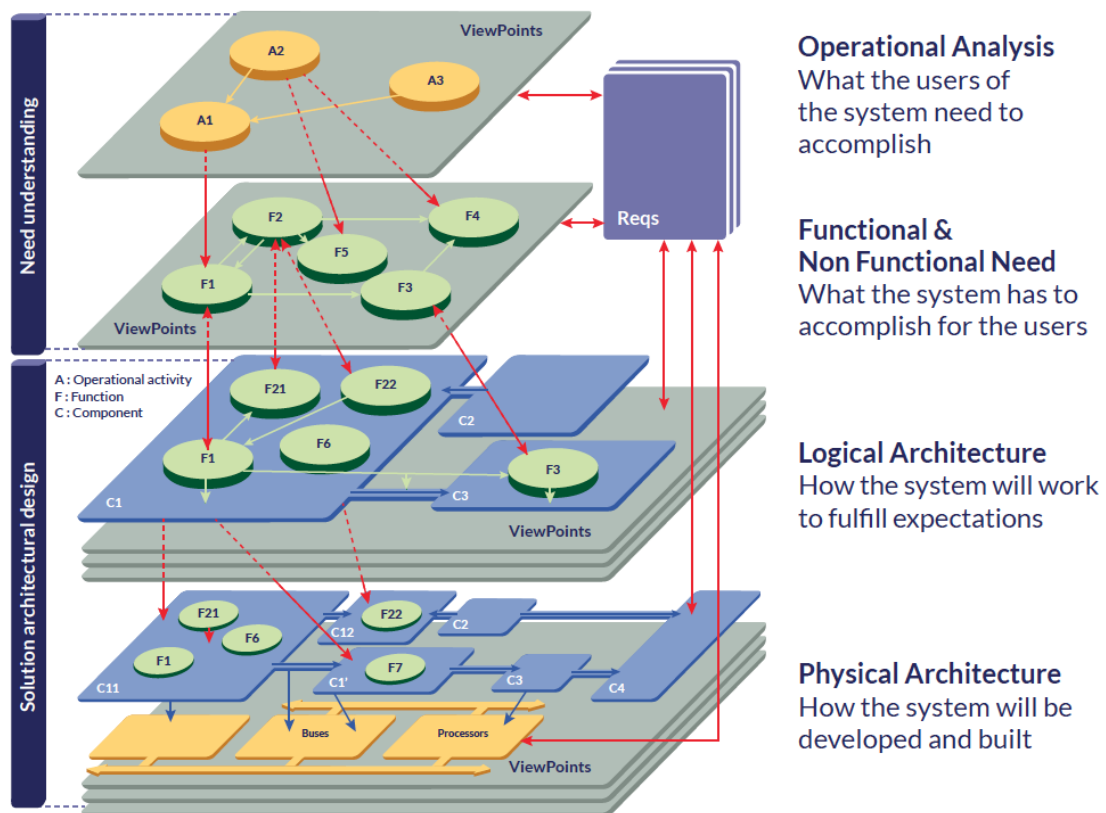 Need understanding
Solution architectural design
ViewPoints
A2
A3
A1
Reqs
F2
F4
F5
F1
F3
ViewPoints
A : Operational activity
F : Function
C : Component
F21
F22
C2
F6
F1
F3
C1
C3
ViewPoints
F21
F22
C2
C12
F6
F1
F7
C11
C1'
C3
C4
Buses
Processors
ViewPoints
Operational Analysis
What the users of
the system need to
accomplish
Functional &
Non Functional Need
What the system has to
accomplish for the users
Logical Architecture
How the system will work
to fulfill expectations
Physical Architecture
How the system will be
developed and built